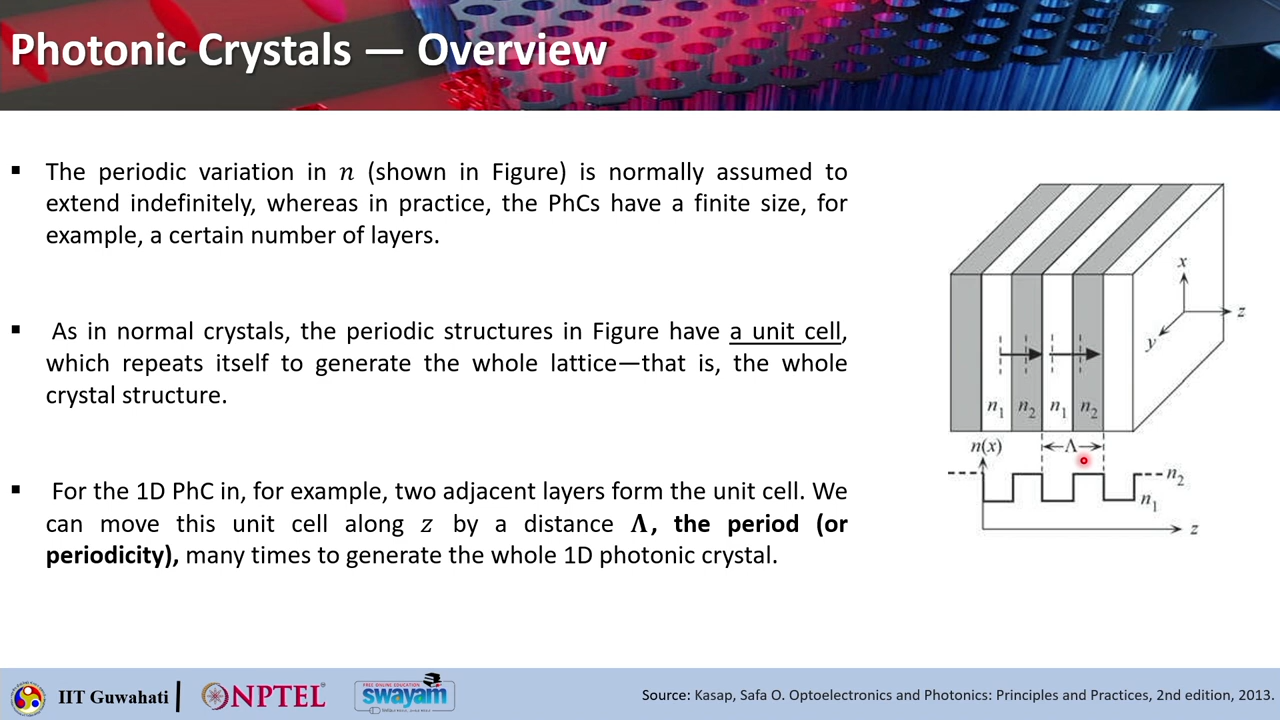 Photonic Crystals — Overview
▪ The periodic variation in n (shown in Figure) is normally assumed to
extend indefinitely, whereas in practice, the PhCs have a finite size, for
example, a certain number of layers.
▪ As in normal crystals, the periodic structures in Figure have a unit cell,
which repeats itself to generate the whole lattice—that is, the whole
crystal structure.
▪ For the 1D PhC in, for example, two adjacent layers form the unit cell. We
can move this unit cell along z by a distance Λ, the period (or
periodicity), many times to generate the whole 1D photonic crystal.
x
z
y
n1 n2 n1 n2
n(x)
Λ
n2
n1
z
IIT Guwahati
NPTEL
FREE ONLINE EDUCATION
swayam
Source: Kasap, Safa O. Optoelectronics and Photonics: Principles and Practices, 2nd edition, 2013.